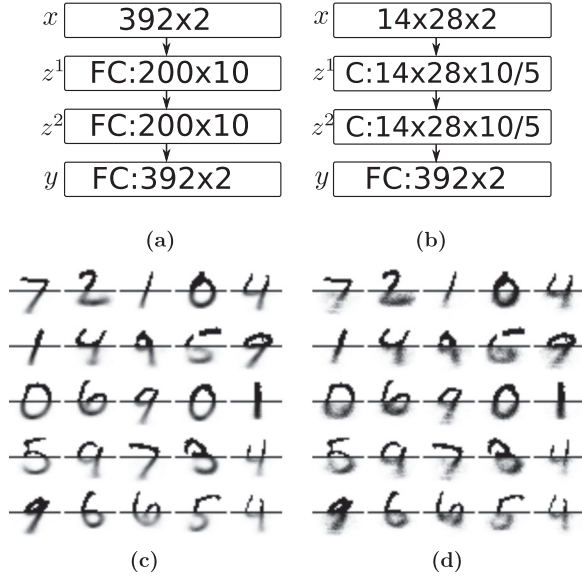 x 392x2
z¹ FC:200x10
z² FC:200x10
y FC:392x2
(a)
x 14x28x2
z¹ C:14x28x10/5
z² C:14x28x10/5
y FC:392x2
(b)
7 2 1 0 4
1 4 9 5 9
0 6 9 0 1
5 9 7 3 4
9 6 6 5 4
(c)
7 2 1 0 4
1 4 9 5 9
0 6 9 0 1
5 9 7 8 4
9 6 6 5 4
(d)